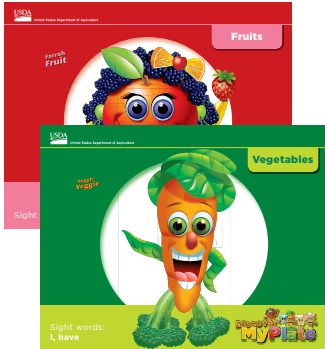 USDA
United States Department of Agriculture
Fruits
Farrah
Fruit
Sight
USDA
United States Department of Agriculture
Vegetables
Reggie
Veggie
Sight words:
I, have
Discover
MyPlate